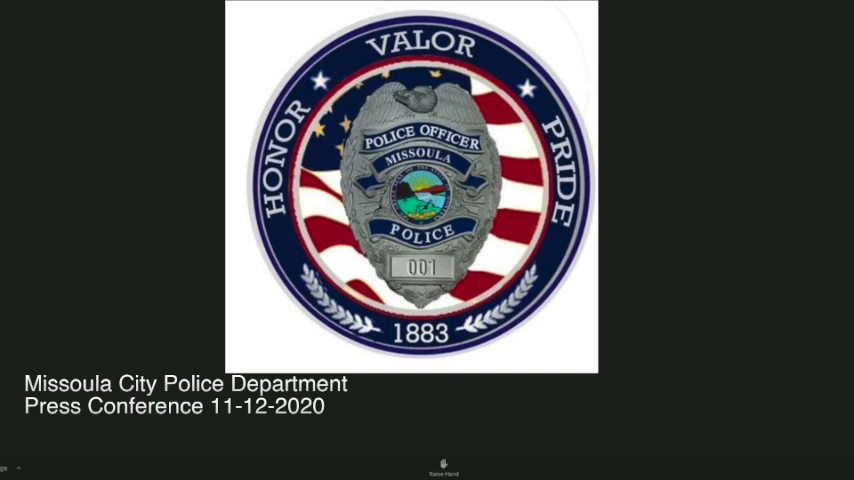 HONOR
VALOR
PRIDE
POLICE OFFICER
MISSOULA
POLICE
001
1883
Missoula City Police Department
Press Conference 11-12-2020
gs
Raise Hand